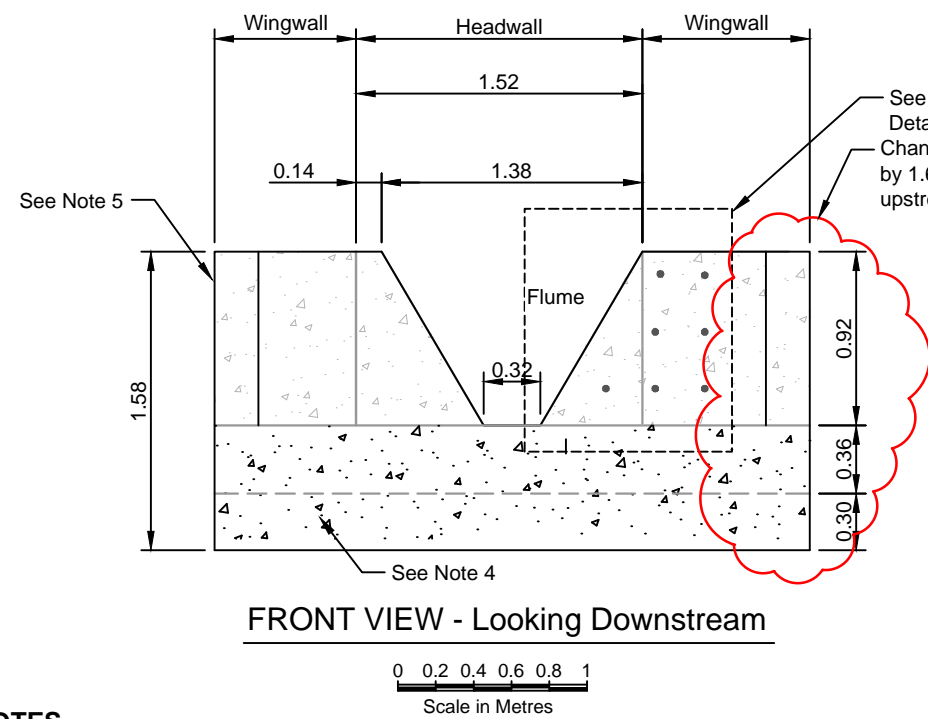 Wingwall Headwall Wingwall
1.52
See
Deta
Chan
by 1.6
upstre
0.14 1.38
See Note 5
Flume
0.92
0.32
1.58
0.36
0.30
See Note 4
FRONT VIEW - Looking Downstream
0 0.2 0.4 0.6 0.8 1
Scale in Metres
OTES